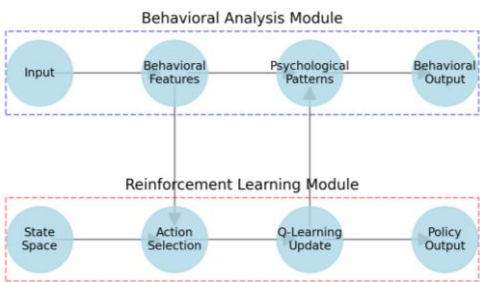 Behavioral Analysis Module
Input
Behavioral
Features
Psychological
Patterns
Behavioral
Output
Reinforcement Learning Module
State
Space
Action
Selection
Q-Learning
Update
Policy
Output